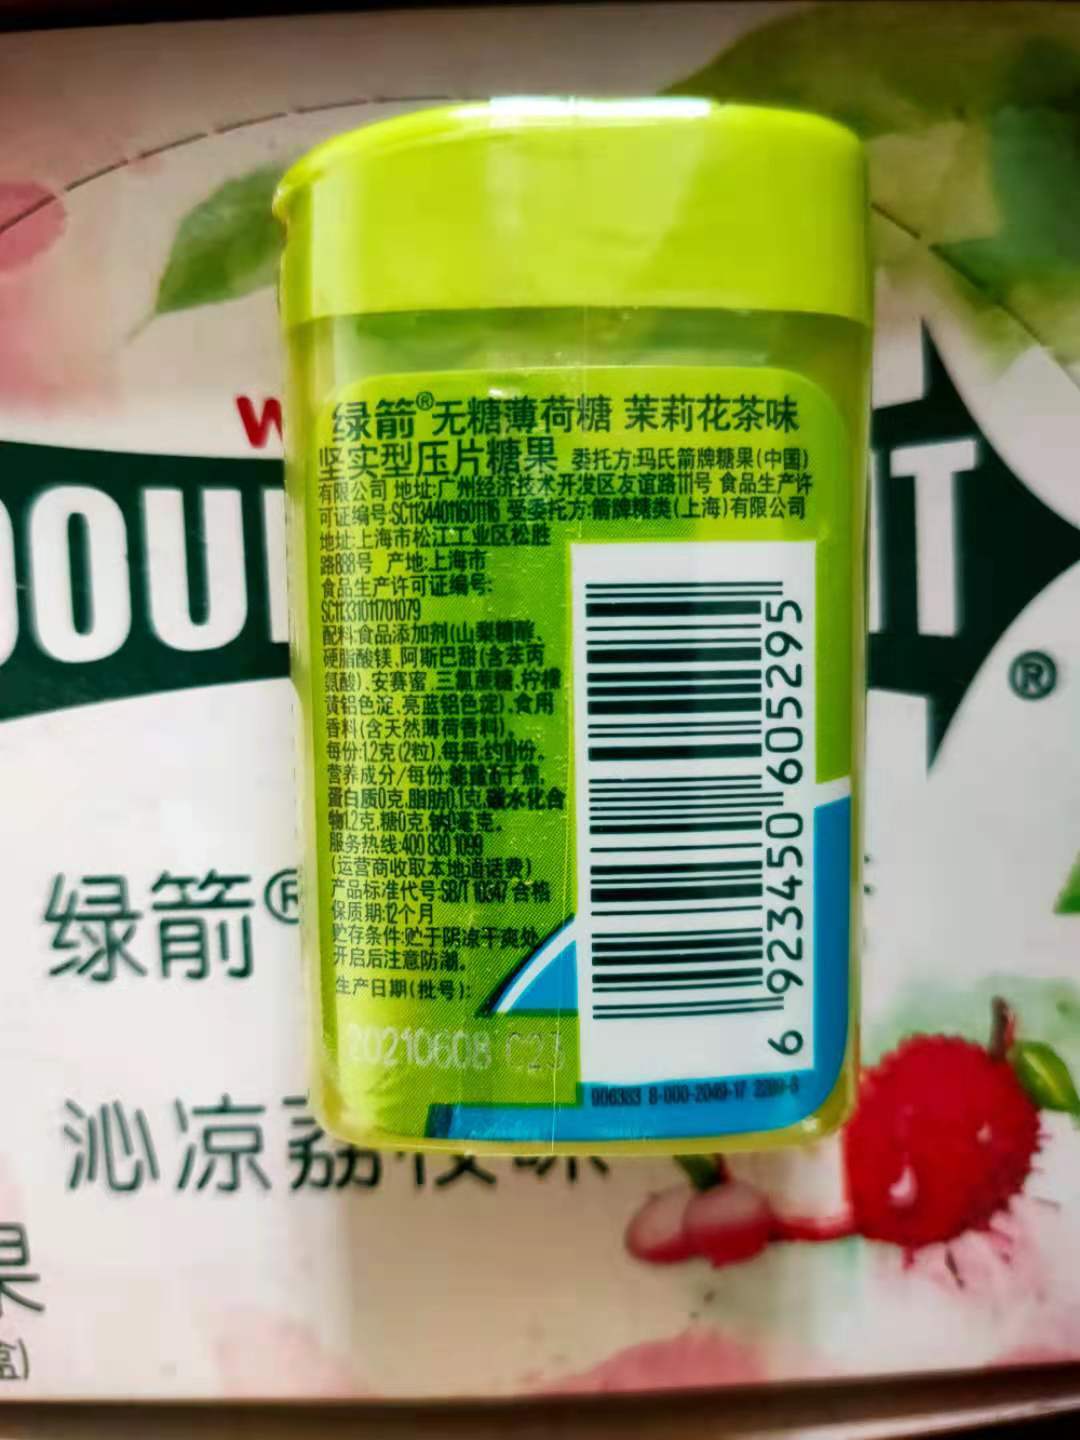 绿箭®无糖薄荷糖 茉莉花茶味
坚实型压片糖果 委托方:玛氏箭牌糖果(中国)
有限公司 地址:广州经济技术开发区友谊路111号 食品生产许
可证编号:SC11344011601116 受委托方:箭牌糖类(上海)有限公司
地址:上海市松江工业区松胜
路888号 产地:上海市
食品生产许可证编号:
SC11331011701079
配料:食品添加剂(山梨糖醇、
硬脂酸镁、阿斯巴甜(含苯丙
氨酸)、安赛蜜、三氯蔗糖、柠檬
黄铝色淀、亮蓝铝色淀)、食用
香料(含天然薄荷香料)。
每份:1.2克(2粒),每瓶:约10份。
营养成分/每份:能量:16千焦,
蛋白质0克,脂肪0.1克,碳水化合
物1.2克,糖0克,钠0毫克。
服务热线:400 830 1099
(运营商收取本地通话费)
产品标准代号:SB/T 10347 合格
保质期:12个月
贮存条件:贮于阴凉干爽处,
开启后注意防潮。
生产日期(批号):
20210608 C23
6 923450 605295
DOU
T
®
绿箭®
沁凉荔枝味
果
盒)